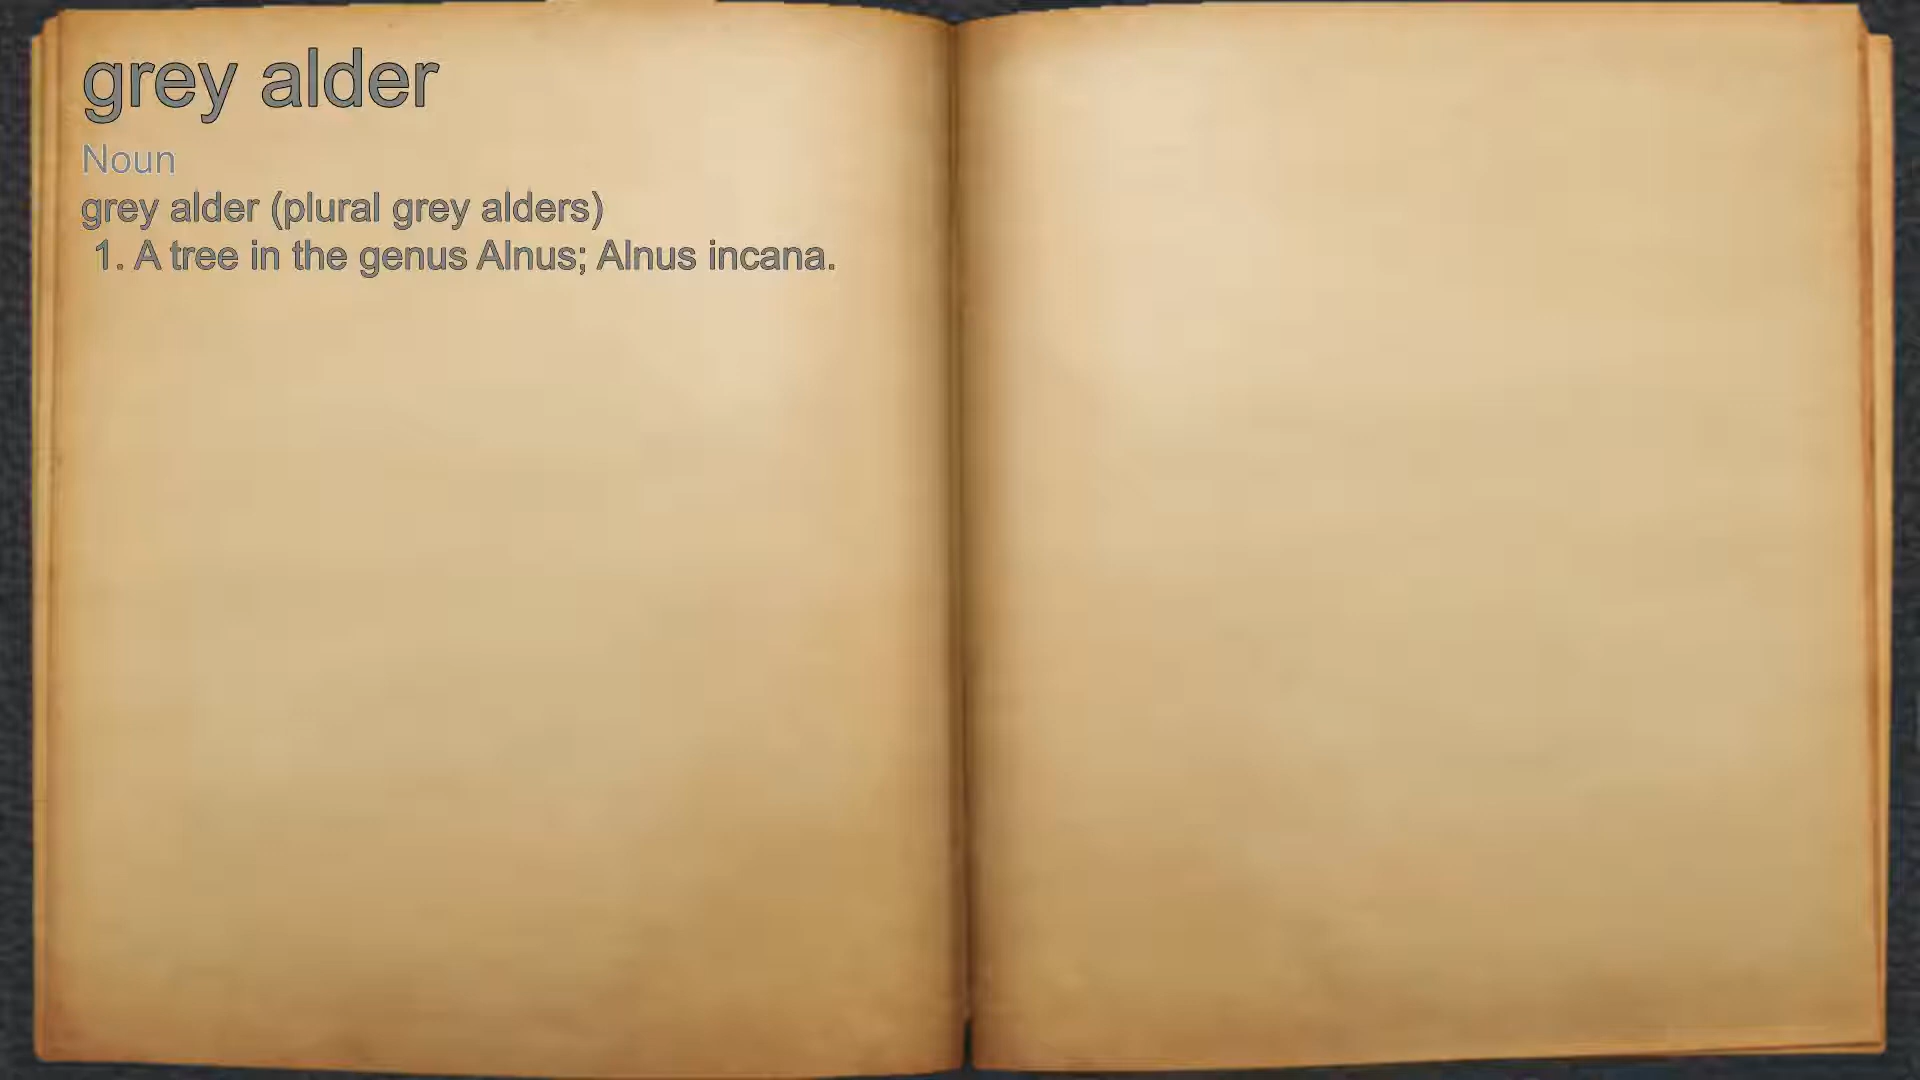 grey alder
Noun
grey alder (plural grey alders)
1. A tree in the genus Alnus; Alnus incana.